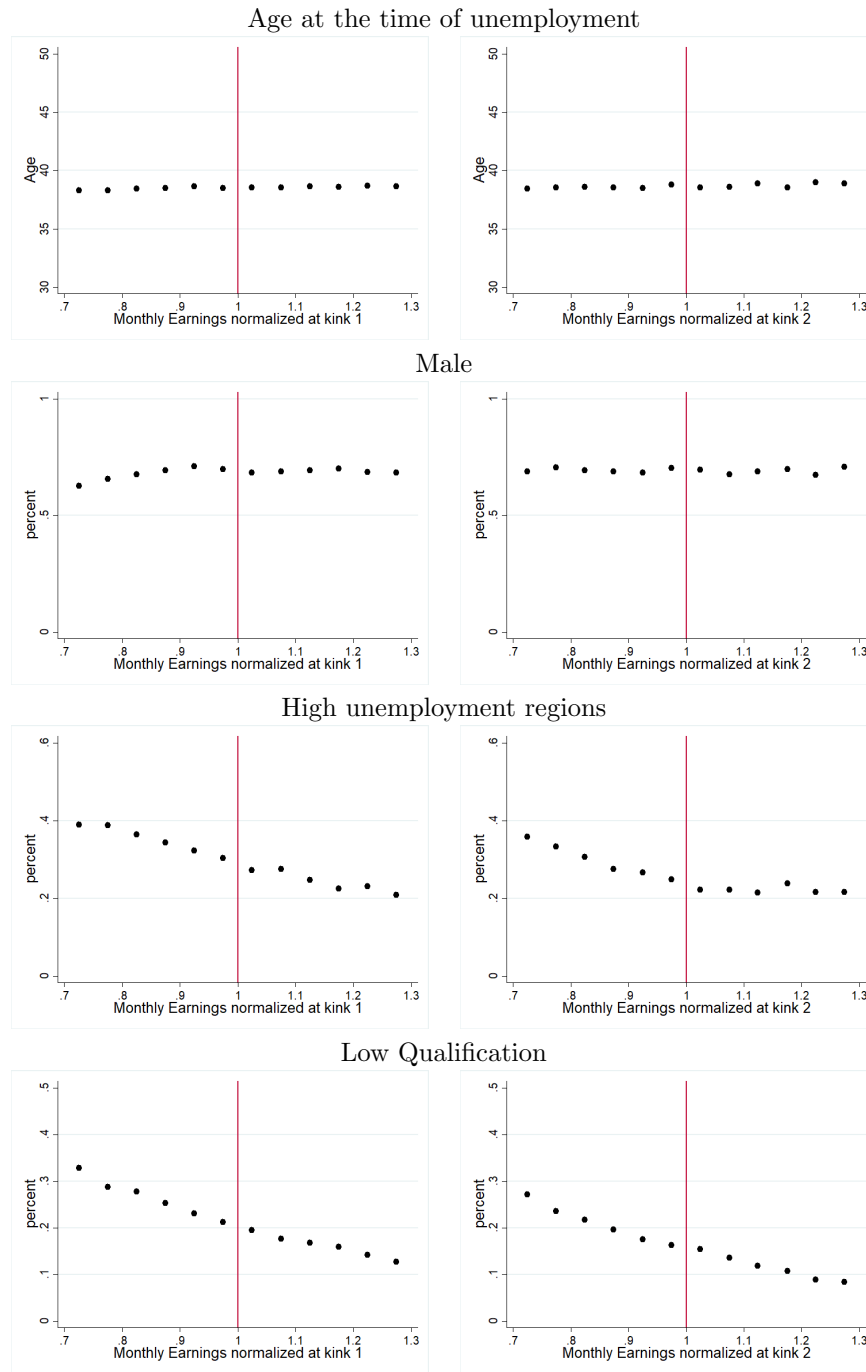 Age at the time of unemployment
Age
50
45
40
35
30
.7 .8 .9 1 1.1 1.2 1.3
Monthly Earnings normalized at kink 1
Age
50
45
40
35
30
.7 .8 .9 1 1.1 1.2 1.3
Monthly Earnings normalized at kink 2
Male
percent
1
.5
0
.7 .8 .9 1 1.1 1.2 1.3
Monthly Earnings normalized at kink 1
percent
1
.5
0
.7 .8 .9 1 1.1 1.2 1.3
Monthly Earnings normalized at kink 2
High unemployment regions
percent
.6
.4
.2
0
.7 .8 .9 1 1.1 1.2 1.3
Monthly Earnings normalized at kink 1
percent
.6
.4
.2
0
.7 .8 .9 1 1.1 1.2 1.3
Monthly Earnings normalized at kink 2
Low Qualification
percent
.5
.4
.3
.2
.1
0
.7 .8 .9 1 1.1 1.2 1.3
Monthly Earnings normalized at kink 1
percent
.5
.4
.3
.2
.1
0
.7 .8 .9 1 1.1 1.2 1.3
Monthly Earnings normalized at kink 2